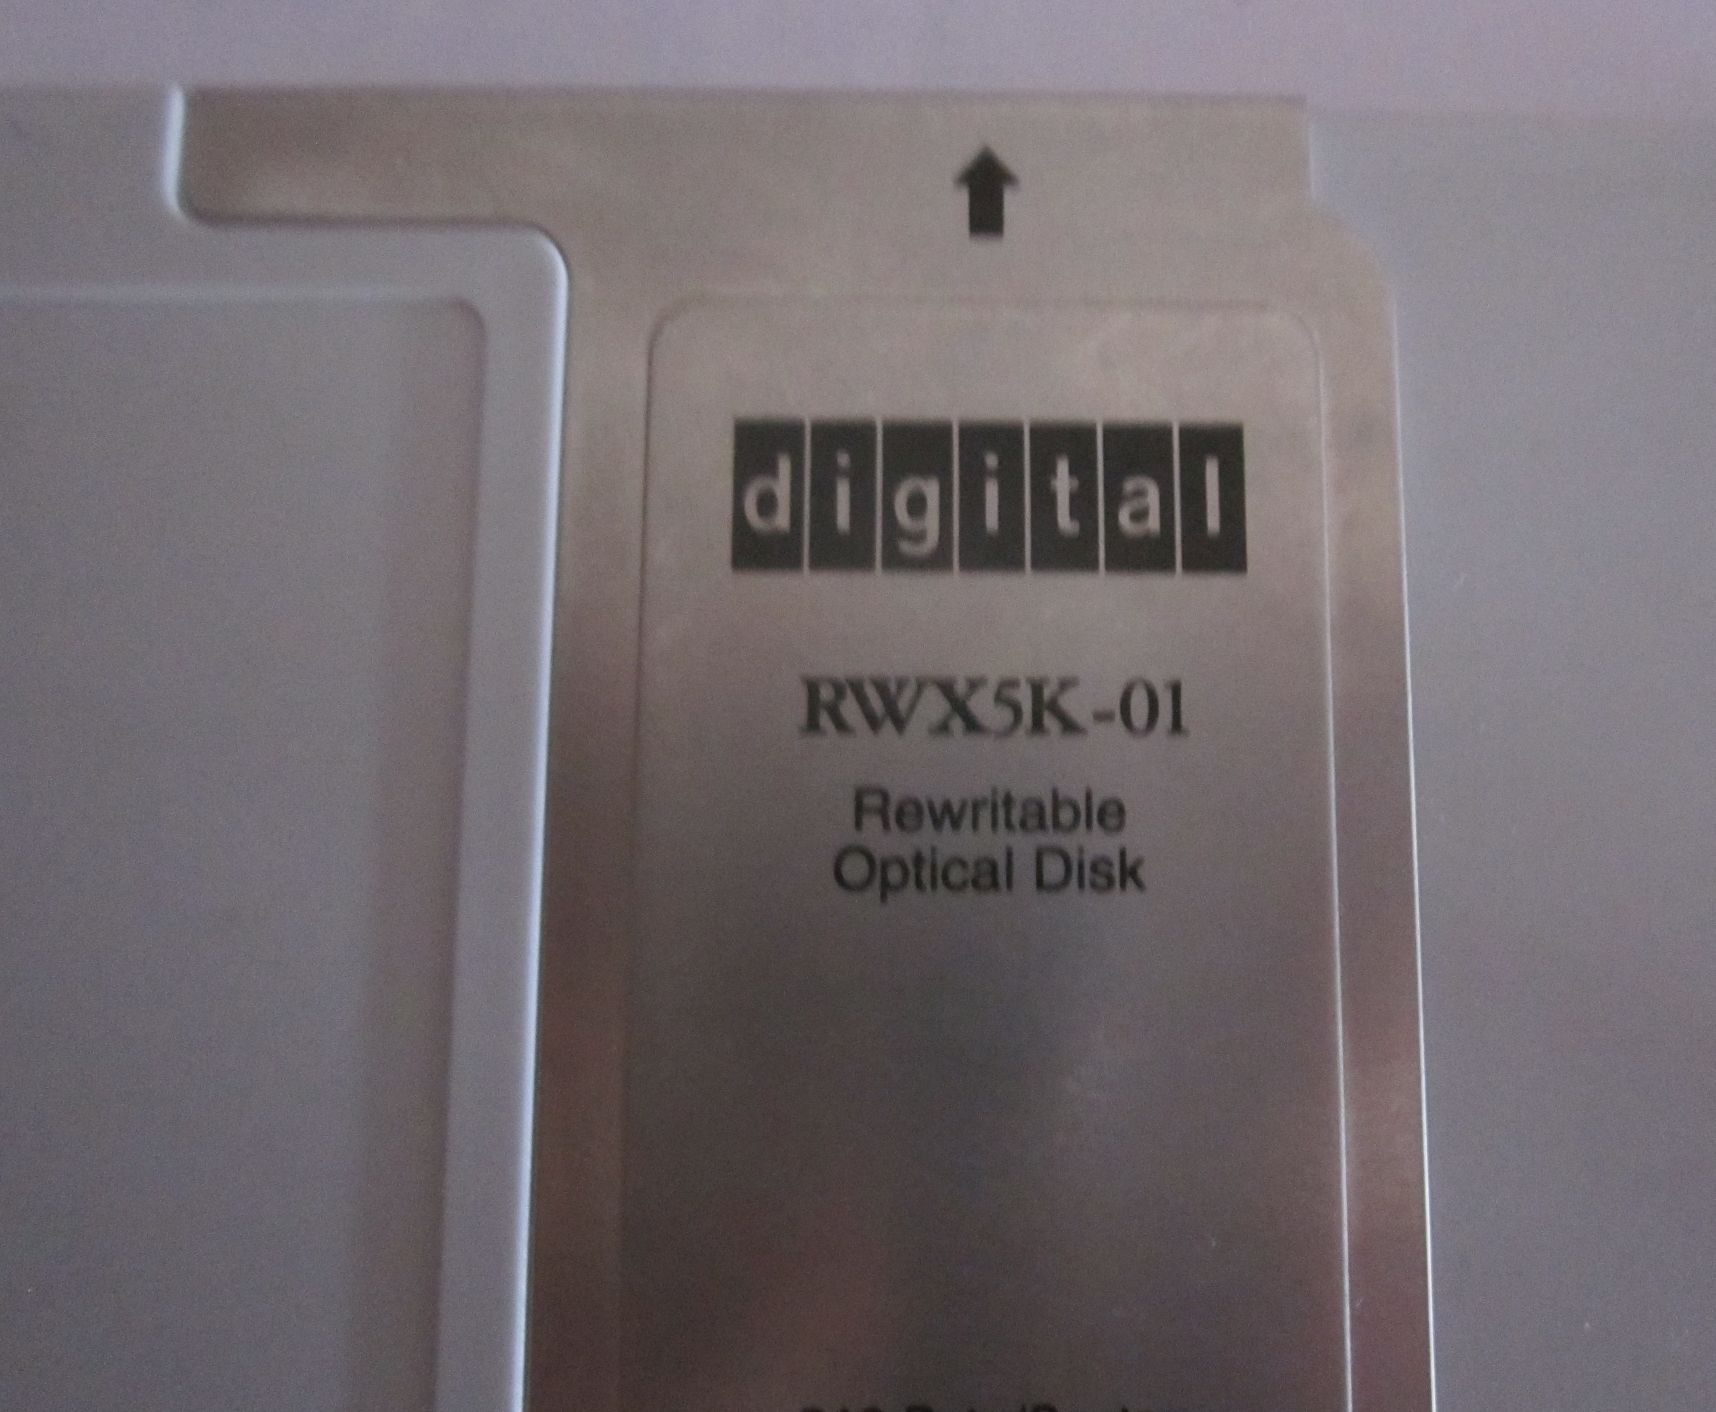 digital
RWX5K-01
Rewritable
Optical Disk